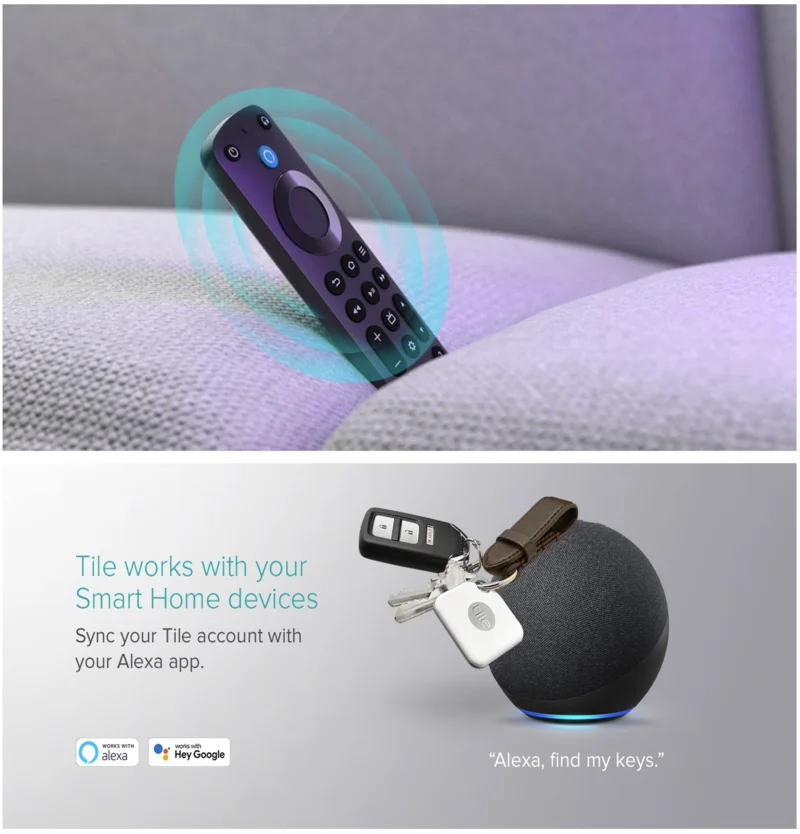 Tile works with your
Smart Home devices
Sync your Tile account with
your Alexa app.
tile
WORKS WITH
alexa
works with
Hey Google
“Alexa, find my keys.”